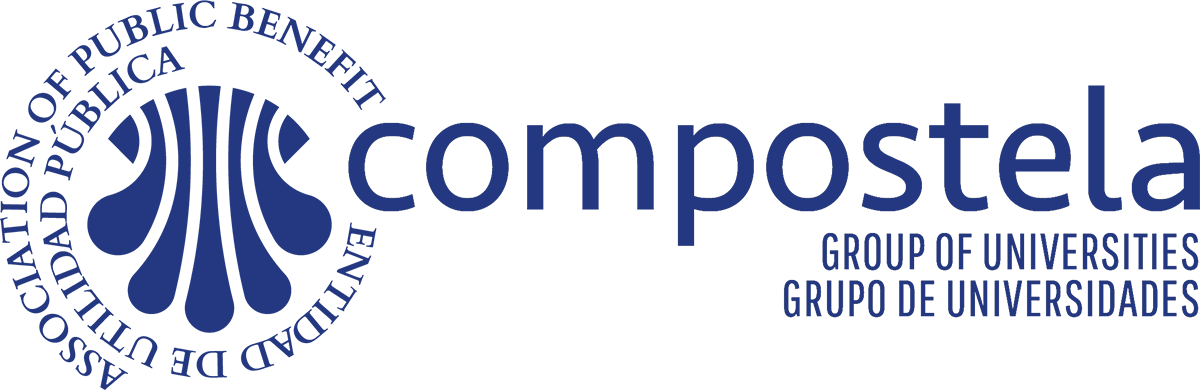 ASSOCIATION OF PUBLIC BENEFIT
ENTIDAD DE UTILIDAD PÚBLICA
compostela
GROUP OF UNIVERSITIES
GRUPO DE UNIVERSIDADES